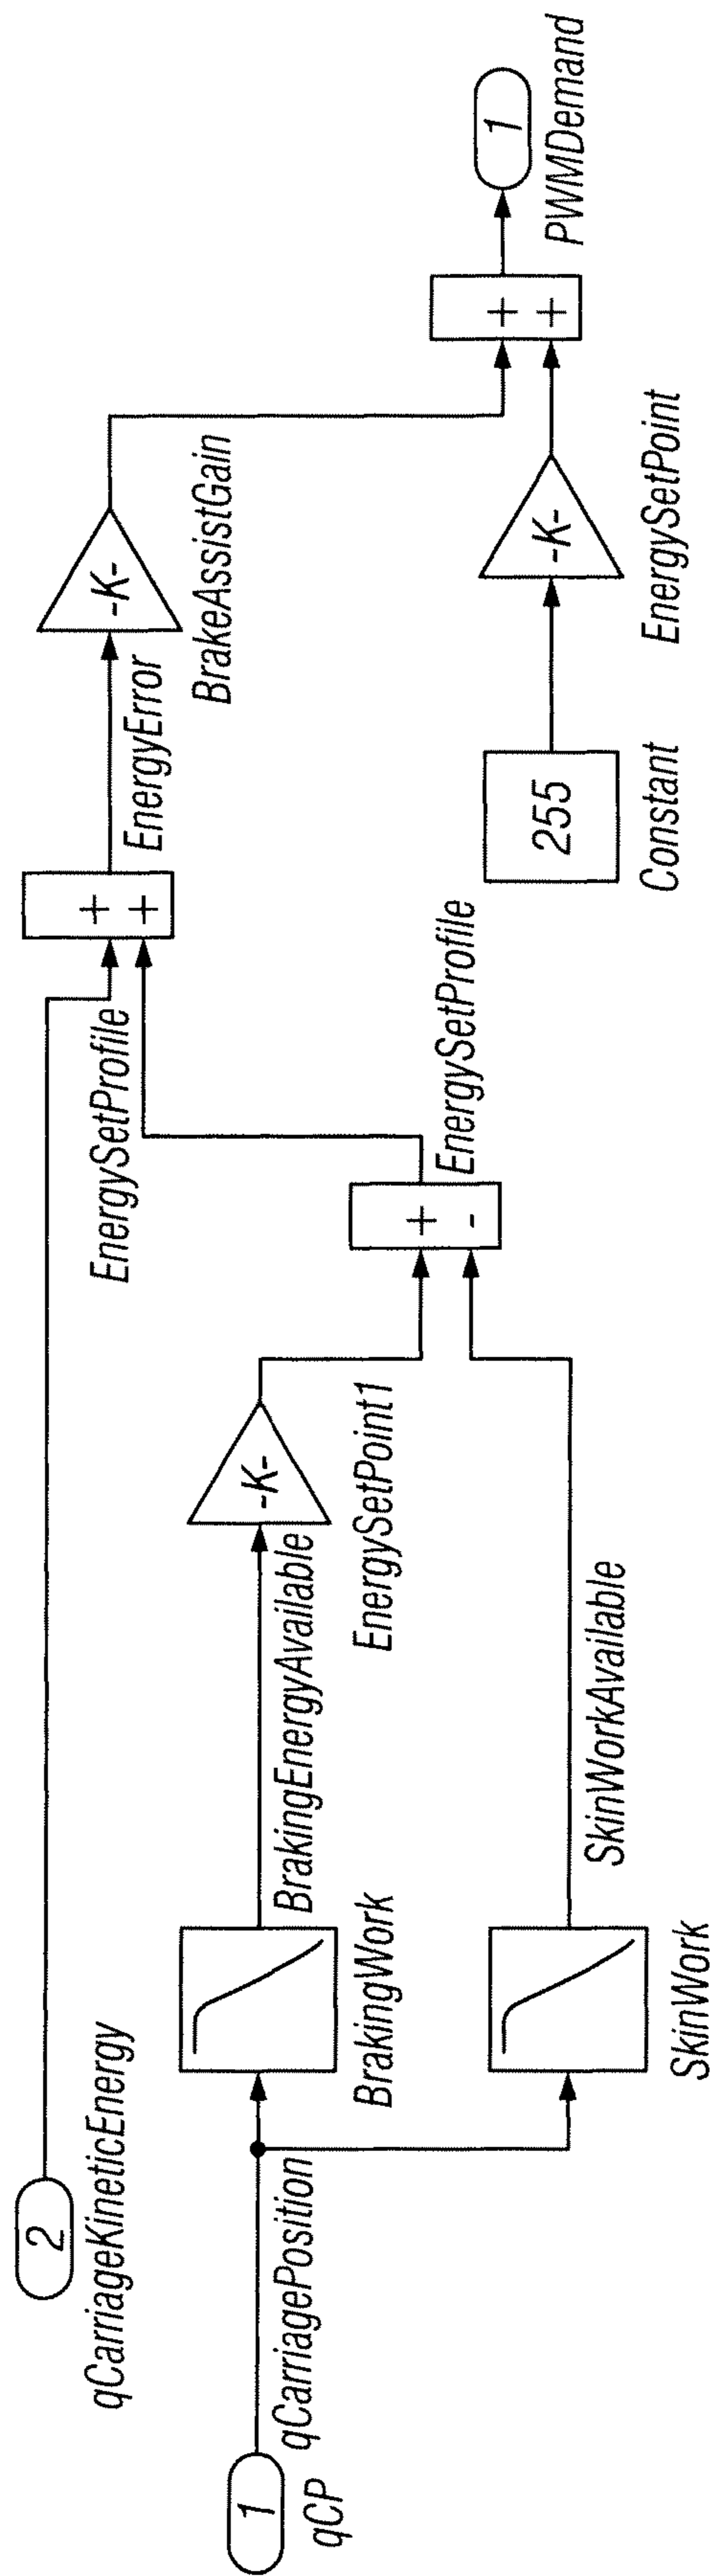 2
qCarriageKineticEnergy
1
qCarriagePosition
qCP
BrakingWork
BrakingEnergyAvailable
-K-
EnergySetPoint1
SkinWork
SkinWorkAvailable
+
-
EnergySetProfile
EnergySetProfile
+
+
EnergyError
-K-
BrakeAssistGain
255
Constant
-K-
EnergySetPoint
+
+
1
PWMDemand